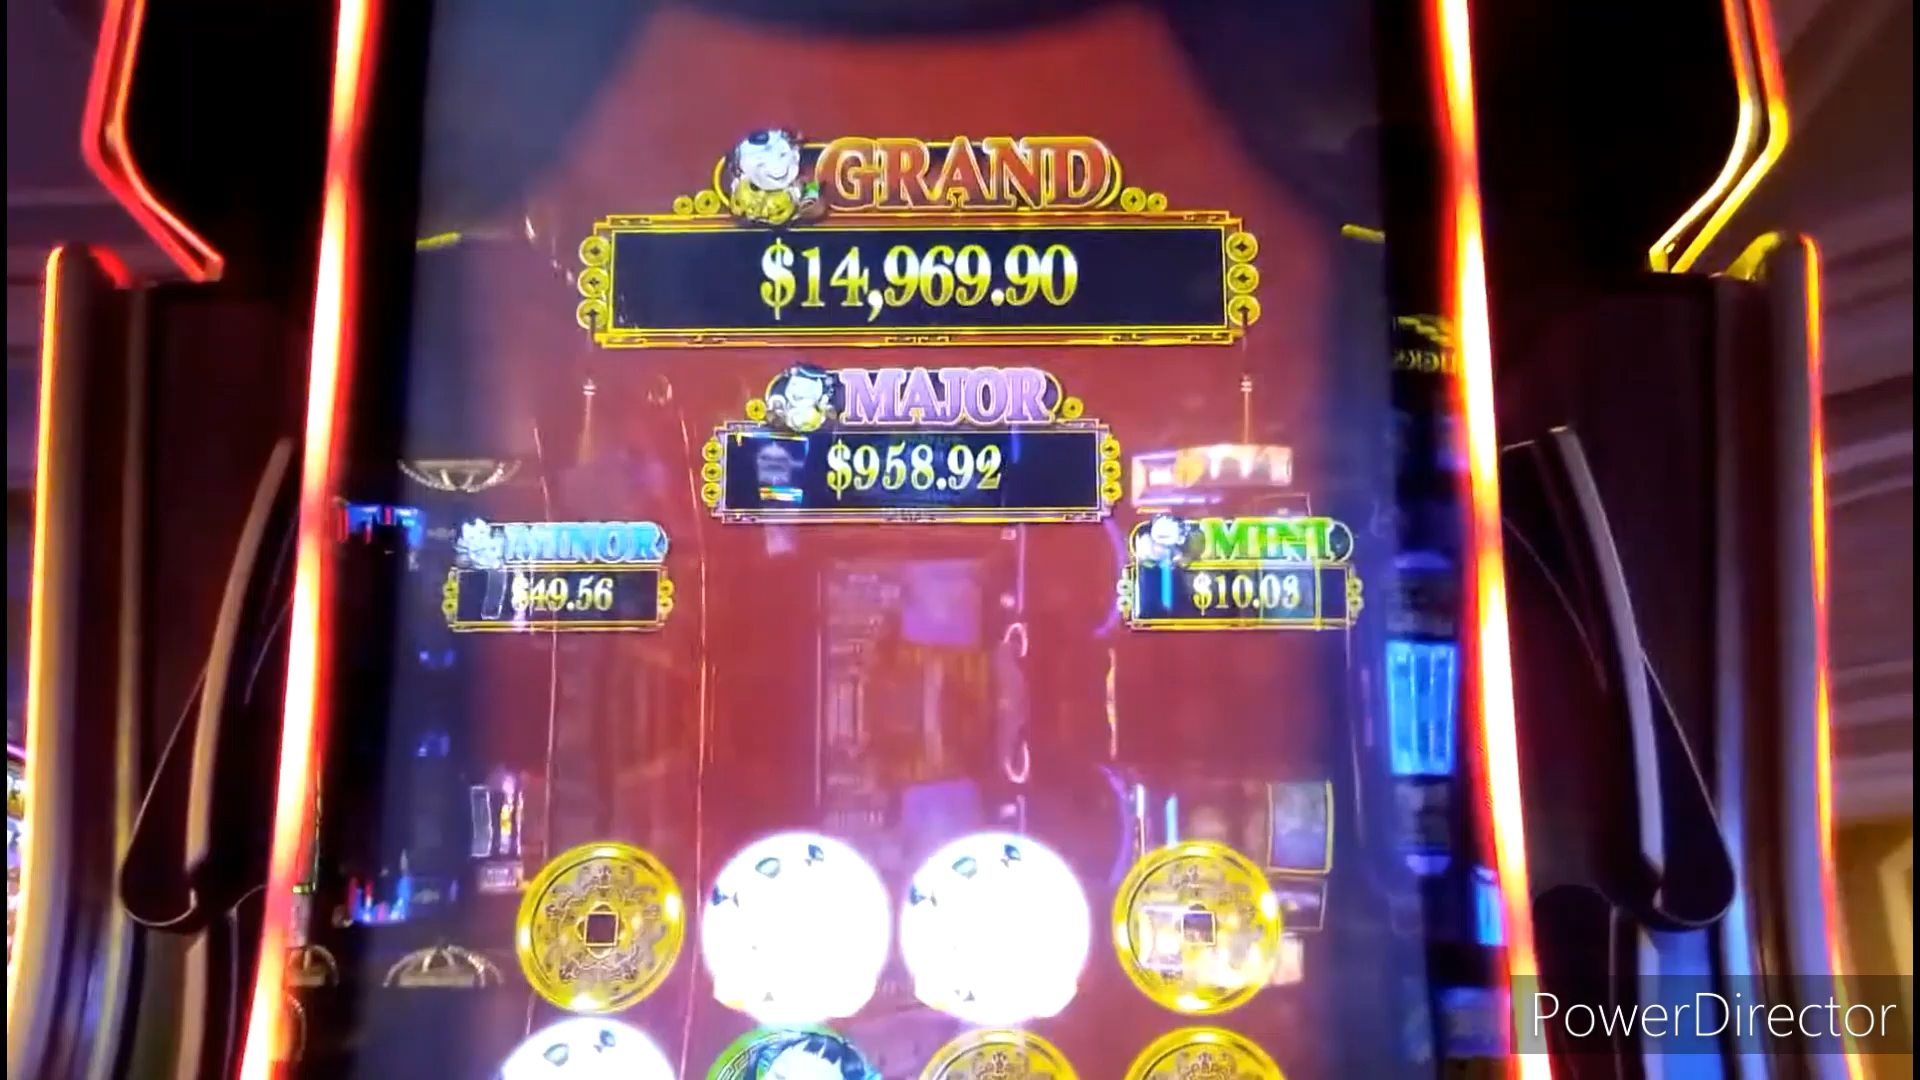 GRAND
$14,969.90
MAJOR
$958.92
MINOR
MINI
$49.56
$10.03
PowerDirector